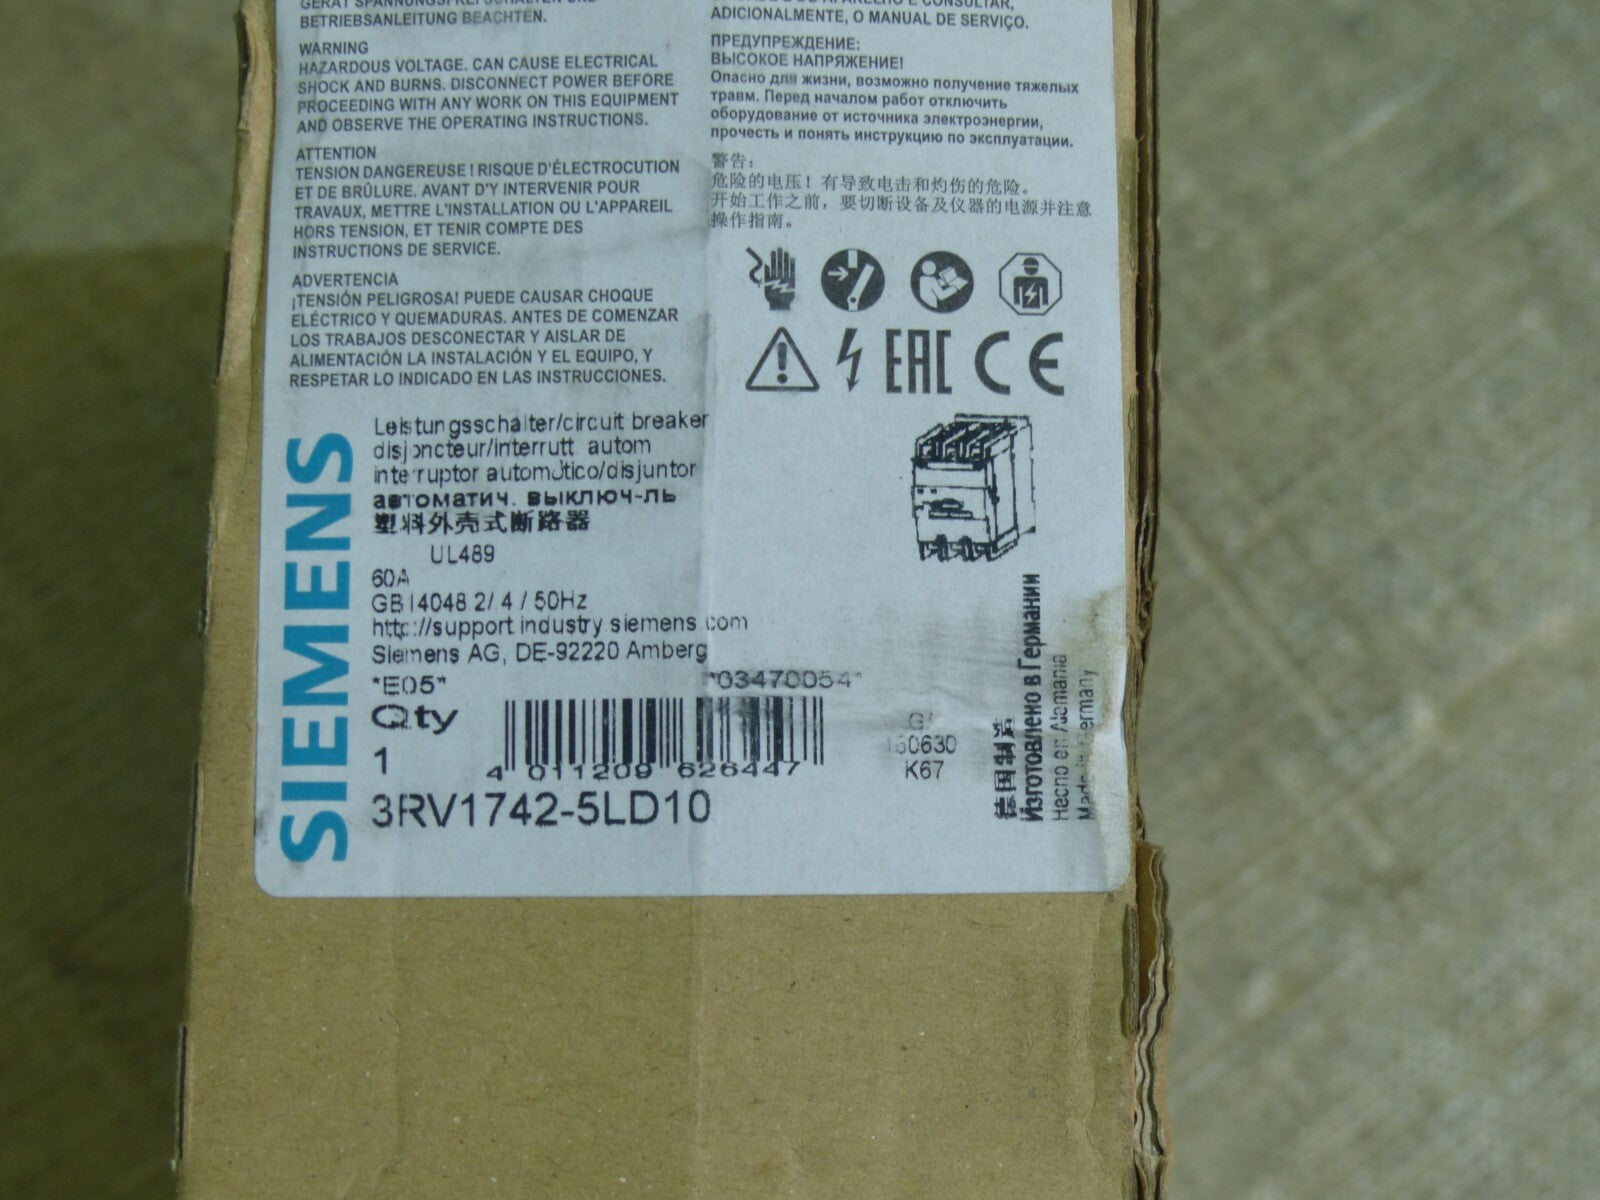 BETRIEBSANLEITUNG BEACHTEN.
WARNING
HAZARDOUS VOLTAGE. CAN CAUSE ELECTRICAL
SHOCK AND BURNS. DISCONNECT POWER BEFORE
PROCEEDING WITH ANY WORK ON THIS EQUIPMENT
AND OBSERVE THE OPERATING INSTRUCTIONS.
ATTENTION
TENSION DANGEREUSE ! RISQUE D'ÉLECTROCUTION
ET DE BRÛLURE. AVANT D'Y INTERVENIR POUR
TRAVAUX, METTRE L'INSTALLATION OU L'APPAREIL
HORS TENSION, ET TENIR COMPTE DES
INSTRUCTIONS DE SERVICE.
ADVERTENCIA
¡TENSIÓN PELIGROSA! PUEDE CAUSAR CHOQUE
ELÉCTRICO Y QUEMADURAS. ANTES DE COMENZAR
LOS TRABAJOS DESCONECTAR Y AISLAR DE
ALIMENTACIÓN LA INSTALACIÓN Y EL EQUIPO, Y
RESPETAR LO INDICADO EN LAS INSTRUCCIONES.
ADICIONALMENTE, O MANUAL DE SERVIÇO.
ПРЕДУПРЕЖДЕНИЕ:
ВЫСОКОЕ НАПРЯЖЕНИЕ!
Опасно для жизни, возможно получение тяжелых
травм. Перед началом работ отключить
оборудование от источника электроэнергии,
прочесть и понять инструкцию по эксплуатации.
警告：
危险的电压！有导致电击和灼伤的危险。
开始工作之前，要切断设备及仪器的电源并注意
操作指南。
EAC CE
SIEMENS
Leistungsschalter/circuit breaker
disjoncteur/interrutt. autom
interruptor automático/disjuntor
автоматич. выключ-ль
塑料外壳式断路器
UL489
60A
GB14048.2/ 4 / 50Hz
http://support.industry.siemens.com
Siemens AG, DE-92220 Amberg
*E05* *03470054*
Qty
1
4 011209 626447
3RV1742-5LD10
G/
160630
K67
德国制造
Изготовлено в Германии
Hecho en Alemania
Made in Germany